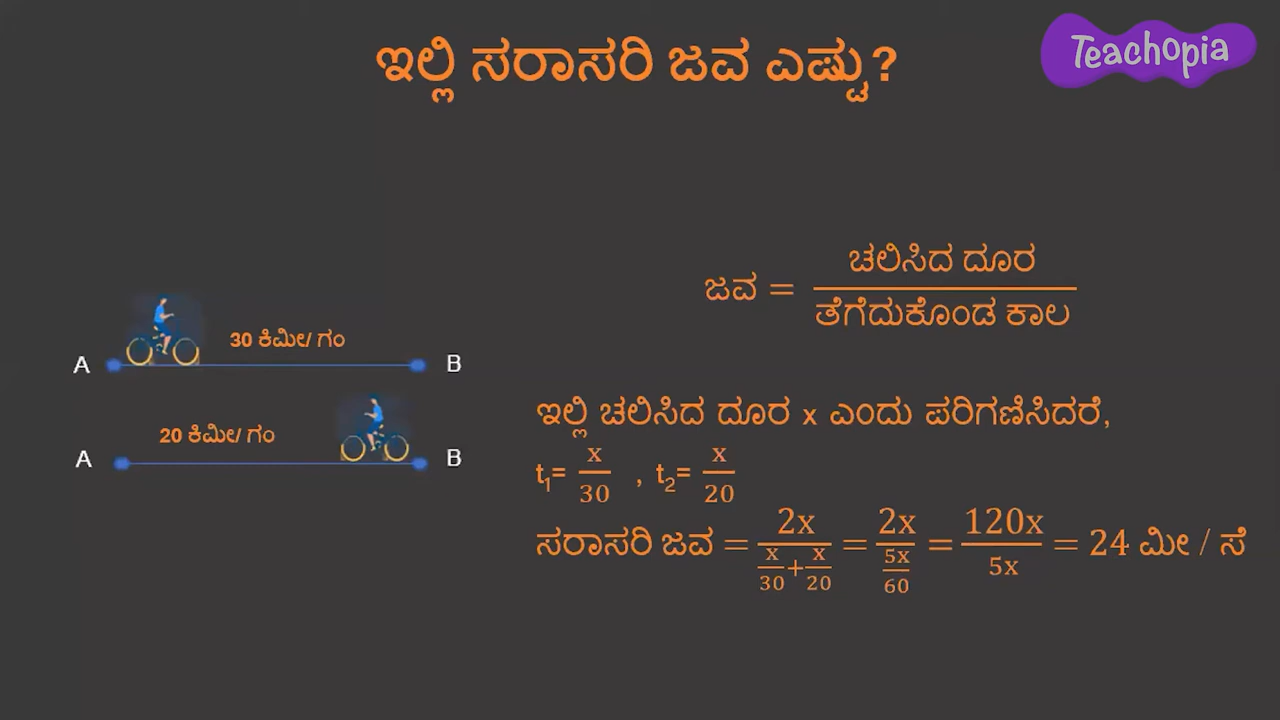 ಇಲ್ಲಿ ಸರಾಸರಿ ಜವ ಎಷ್ಟು?
Teachopia
ಜವ = ಚಲಿಸಿದ ದೂರ / ತೆಗೆದುಕೊಂಡ ಕಾಲ
A 30 ಕಿಮೀ/ ಗಂ B
A 20 ಕಿಮೀ/ ಗಂ B
ಇಲ್ಲಿ ಚಲಿಸಿದ ದೂರ x ಎಂದು ಪರಿಗಣಿಸಿದರೆ,
t₁= x/30 , t₂= x/20
ಸರಾಸರಿ ಜವ = 2x/(x/30+x/20) = 2x/(5x/60) = 120x/5x = 24 ಮೀ / ಸೆ